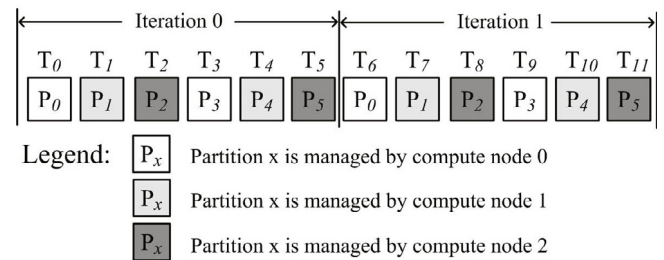 Iteration 0 Iteration 1
T0 T1 T2 T3 T4 T5 T6 T7 T8 T9 T10 T11
P0 P1 P2 P3 P4 P5 P0 P1 P2 P3 P4 P5
Legend: Px Partition x is managed by compute node 0
Px Partition x is managed by compute node 1
Px Partition x is managed by compute node 2